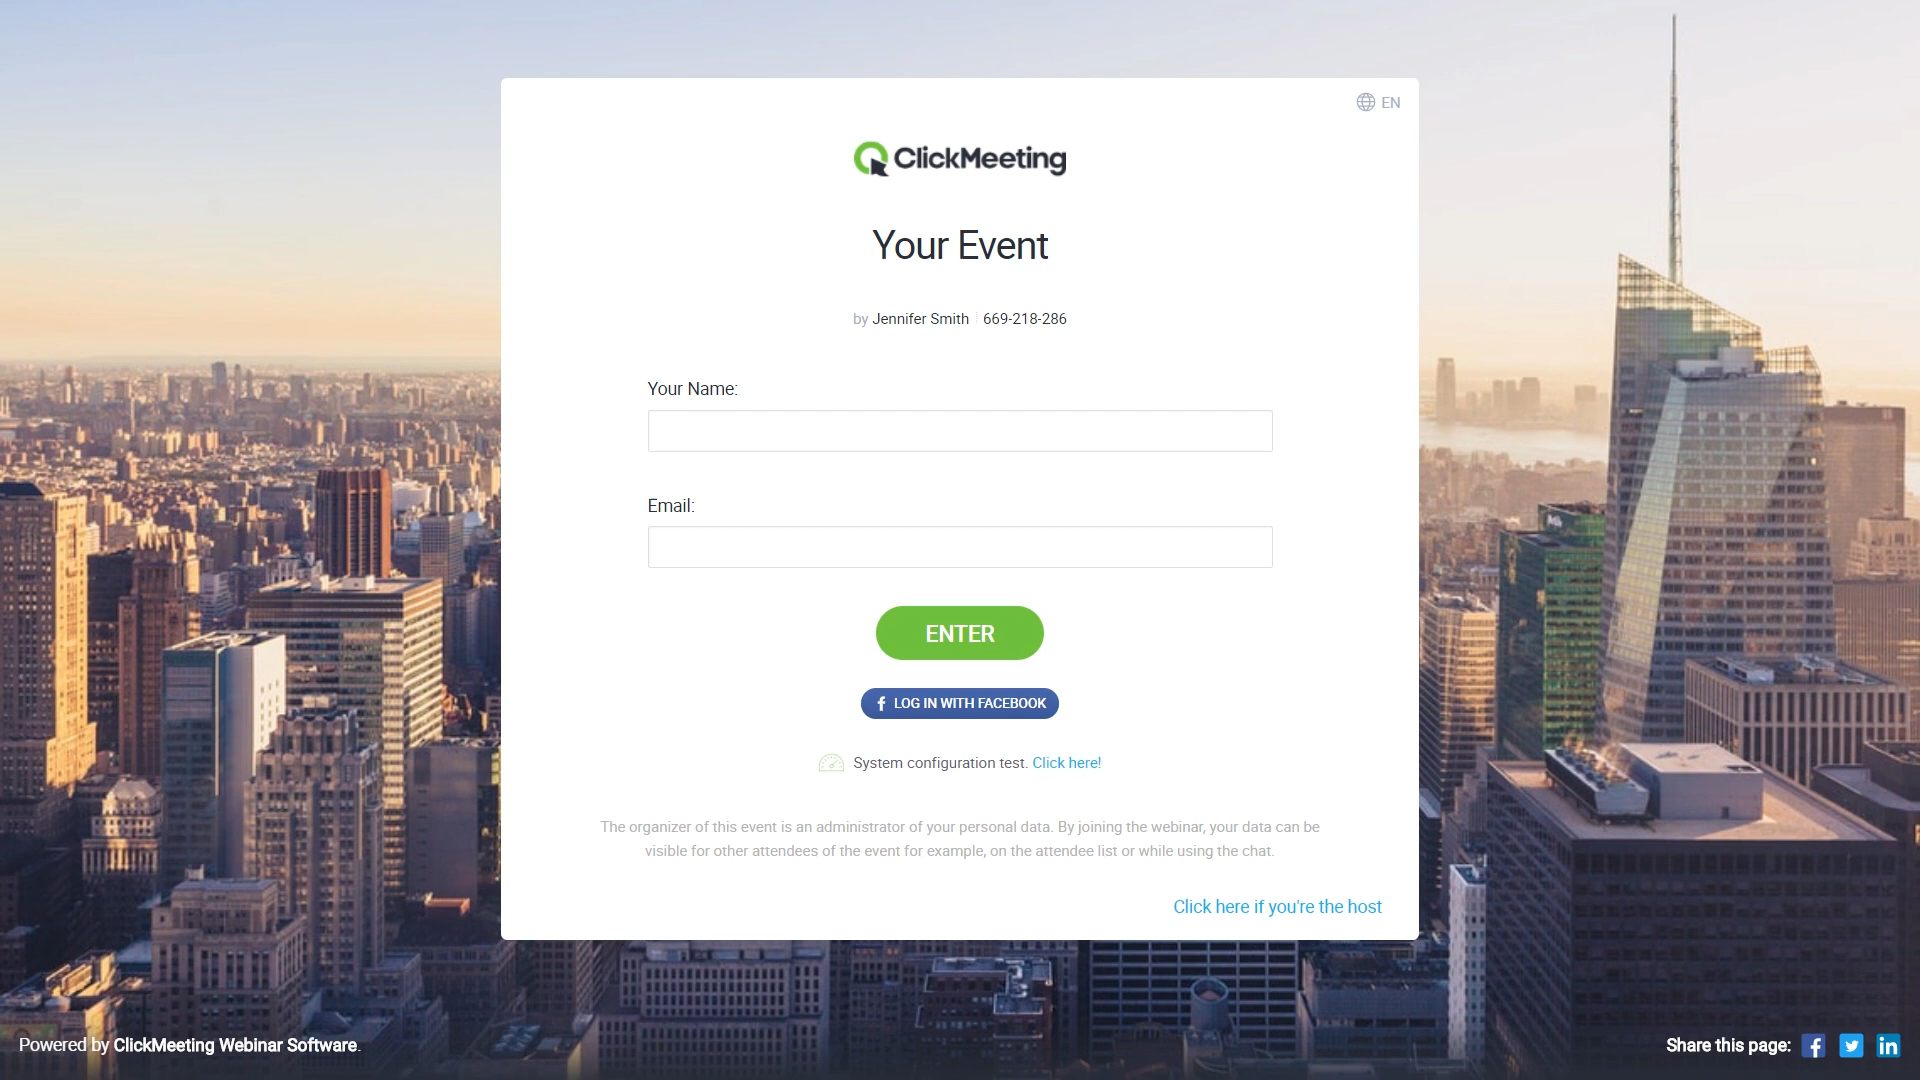 EN
ClickMeeting
Your Event
by Jennifer Smith 669-218-286
Your Name:
Email:
ENTER
LOG IN WITH FACEBOOK
System configuration test. Click here!
The organizer of this event is an administrator of your personal data. By joining the webinar, your data can be
visible for other attendees of the event for example, on the attendee list or while using the chat.
Click here if you're the host
Powered by ClickMeeting Webinar Software.
Share this page: